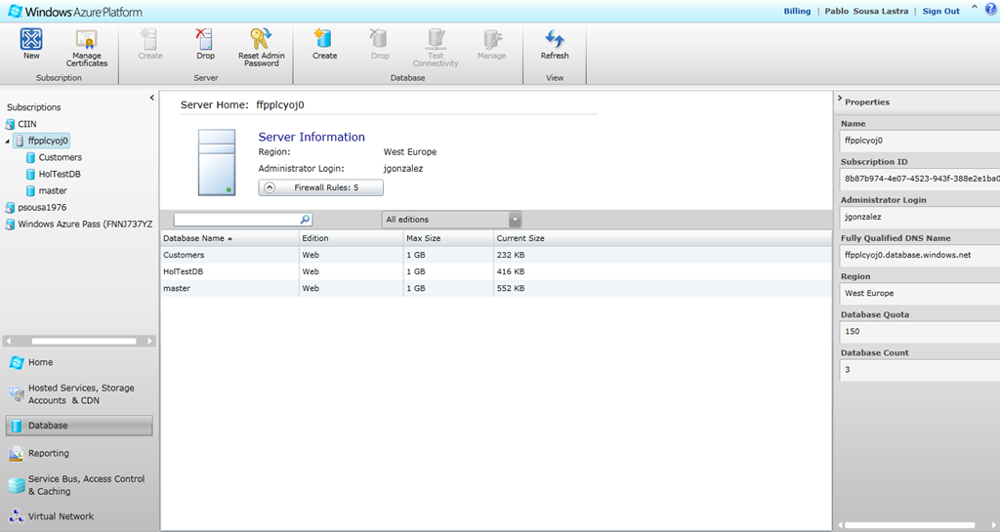 Windows Azure Platform
Billing | Pablo Sousa Lastra | Sign Out
New
Manage Certificates
Subscription
Create
Drop
Reset Admin Password
Server
Create
Drop
Test Connectivity
Manage
Database
Refresh
View
Subscriptions
CIIN
ffpplcyoj0
Customers
HolTestDB
master
psousa1976
Windows Azure Pass (FNNJ737YZ
Home
Hosted Services, Storage
Accounts & CDN
Database
Reporting
Service Bus, Access Control
& Caching
Virtual Network
Server Home: ffpplcyoj0
Server Information
Region: West Europe
Administrator Login: jgonzalez
Firewall Rules: 5
All editions
Database Name Edition Max Size Current Size
Customers Web 1 GB 232 KB
HolTestDB Web 1 GB 416 KB
master Web 1 GB 552 KB
Properties
Name
ffpplcyoj0
Subscription ID
8b87b974-4e07-4523-943f-388e2e1ba0
Administrator Login
jgonzalez
Fully Qualified DNS Name
ffpplcyoj0.database.windows.net
Region
West Europe
Database Quota
150
Database Count
3